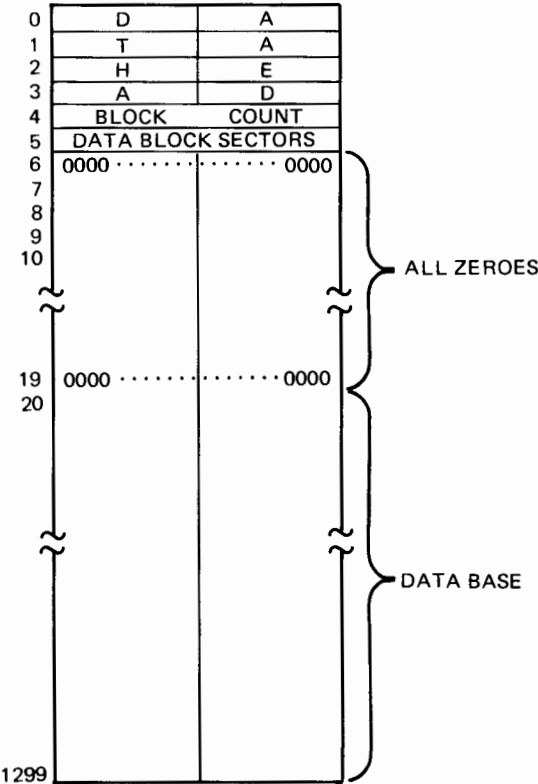 0 D A
1 T A
2 H E
3 A D
4 BLOCK COUNT
5 DATA BLOCK SECTORS
6 0000 · · · · · · · · · · · · · 0000
7
8
9
10
ALL ZEROES
19 0000 · · · · · · · · · · · · · 0000
20
DATA BASE
1299